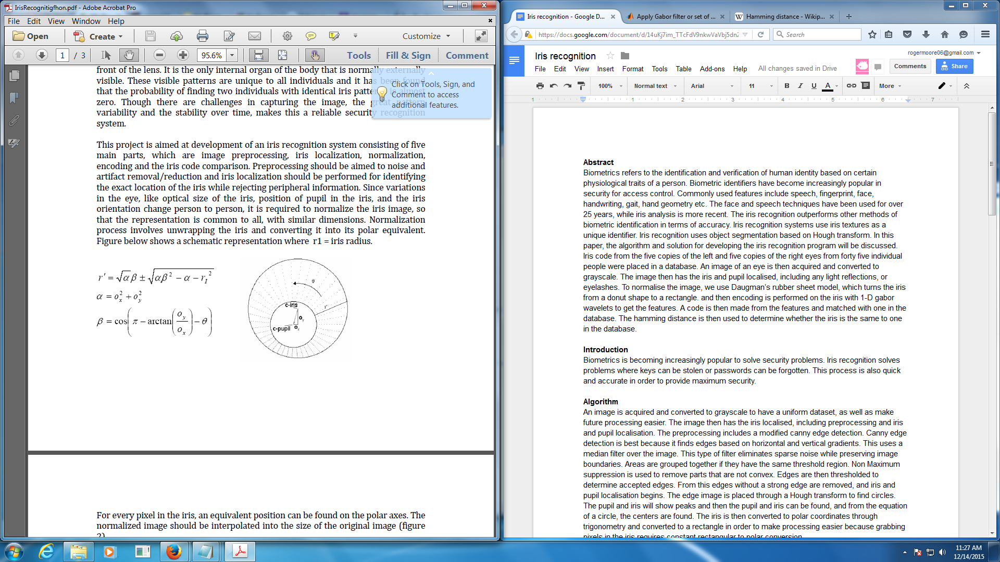 IrisRecognitigfhon.pdf - Adobe Acrobat Pro
File Edit View Window Help
Open Create Customize
1 / 3 95.6% Tools Fill & Sign Comment
front of the lens. It is the only internal organ of the body that is normally externally
visible. These visible patterns are unique to all individuals and it has been found
that the probability of finding two individuals with identical iris pattern is almost
zero. Though there are challenges in capturing the image, the great pattern
variability and the stability over time, makes this a reliable security recognition
system.
Click on Tools, Sign, and
Comment to access
additional features.
This project is aimed at development of an iris recognition system consisting of five
main parts, which are image preprocessing, iris localization, normalization,
encoding and the iris code comparison. Preprocessing should be aimed to noise and
artifact removal/reduction and iris localization should be performed for identifying
the exact location of the iris while rejecting peripheral information. Since variations
in the eye, like optical size of the iris, position of pupil in the iris, and the iris
orientation change person to person, it is required to normalize the iris image, so
that the representation is common to all, with similar dimensions. Normalization
process involves unwrapping the iris and converting it into its polar equivalent.
Figure below shows a schematic representation where r1 = iris radius.
r′ = √α β ± √(αβ² − α − r_I²)
α = o_x² + o_y²
β = cos(π − arctan(o_y / o_x) − θ)
θ
r'
c-iris
o_y
c-pupil o_x
For every pixel in the iris, an equivalent position can be found on the polar axes. The
normalized image should be interpolated into the size of the original image (figure
2)
Iris recognition - Google D... Apply Gabor filter or set of ... Hamming distance - Wikip...
https://docs.google.com/document/d/14uKj7im_TTcFdV9nkwVaVbj5dn2 Search
Iris recognition
rogermoore06@gmail.com
File Edit View Insert Format Tools Table Add-ons Help All changes saved in Drive
Comments Share
100% Normal text Arial 11 B I U A More
1 1 2 3 4 5 6 7
Abstract
Biometrics refers to the identification and verification of human identity based on certain
physiological traits of a person. Biometric identifiers have become increasingly popular in
security for access control. Commonly used features include speech, fingerprint, face,
handwriting, gait, hand geometry etc. The face and speech techniques have been used for over
25 years, while iris analysis is more recent. The iris recognition outperforms other methods of
biometric identification in terms of accuracy. Iris recognition systems use iris textures as a
unique identifier. Iris recognition uses object segmentation based on Hough transform. In this
paper, the algorithm and solution for developing the iris recognition program will be discussed.
Iris code from the five copies of the left and five copies of the right eyes from forty five individual
people were placed in a database. An image of an eye is then acquired and converted to
grayscale. The image then has the iris and pupil localised, including any light reflections, or
eyelashes. To normalise the image, we use Daugman's rubber sheet model, which turns the iris
from a donut shape to a rectangle. and then encoding is performed on the iris with 1-D gabor
wavelets to get the features. A code is then made from the features and matched with one in the
database. The hamming distance is then used to determine whether the iris is the same to one
in the database.
Introduction
Biometrics is becoming increasingly popular to solve security problems. Iris recognition solves
problems where keys can be stolen or passwords can be forgotten. This process is also quick
and accurate in order to provide maximum security.
Algorithm
An image is acquired and converted to grayscale to have a uniform dataset, as well as make
future processing easier. The image then has the iris localised, including preprocessing and iris
and pupil localisation. The preprocessing includes a modified canny edge detection. Canny edge
detection is best because it finds edges based on horizontal and vertical gradients. This uses a
median filter over the image. This type of filter eliminates sparse noise while preserving image
boundaries. Areas are grouped together if they have the same threshold region. Non Maximum
suppression is used to remove parts that are not convex. Edges are then thresholded to
determine accepted edges. From this edges without a strong edge are removed, and iris and
pupil localisation begins. The edge image is placed through a Hough transform to find circles.
The pupil and iris will show peaks and then the pupil and iris can be found, and from the equation
of a circle, the centers are found. The iris is then converted to polar coordinates through
trigonometry and converted to a rectangle in order to make processing easier because grabbing
pixels in the iris requires constant rectangular to polar conversion.
11:27 AM
12/14/2015